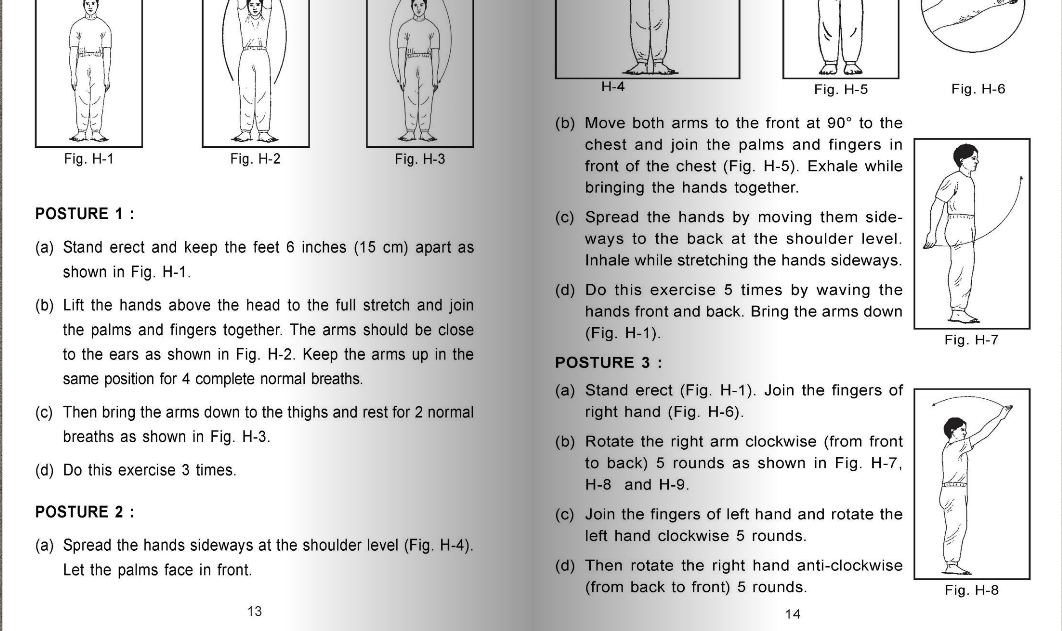 Fig. H-1
Fig. H-2
Fig. H-3
POSTURE 1 :
(a) Stand erect and keep the feet 6 inches (15 cm) apart as
shown in Fig. H-1.
(b) Lift the hands above the head to the full stretch and join
the palms and fingers together. The arms should be close
to the ears as shown in Fig. H-2. Keep the arms up in the
same position for 4 complete normal breaths.
(c) Then bring the arms down to the thighs and rest for 2 normal
breaths as shown in Fig. H-3.
(d) Do this exercise 3 times.
POSTURE 2 :
(a) Spread the hands sideways at the shoulder level (Fig. H-4).
Let the palms face in front.
13
H-4
Fig. H-5
Fig. H-6
(b) Move both arms to the front at 90° to the
chest and join the palms and fingers in
front of the chest (Fig. H-5). Exhale while
bringing the hands together.
(c) Spread the hands by moving them side-
ways to the back at the shoulder level.
Inhale while stretching the hands sideways.
(d) Do this exercise 5 times by waving the
hands front and back. Bring the arms down
(Fig. H-1).
Fig. H-7
POSTURE 3 :
(a) Stand erect (Fig. H-1). Join the fingers of
right hand (Fig. H-6).
(b) Rotate the right arm clockwise (from front
to back) 5 rounds as shown in Fig. H-7,
H-8 and H-9.
(c) Join the fingers of left hand and rotate the
left hand clockwise 5 rounds.
(d) Then rotate the right hand anti-clockwise
(from back to front) 5 rounds.
Fig. H-8
14